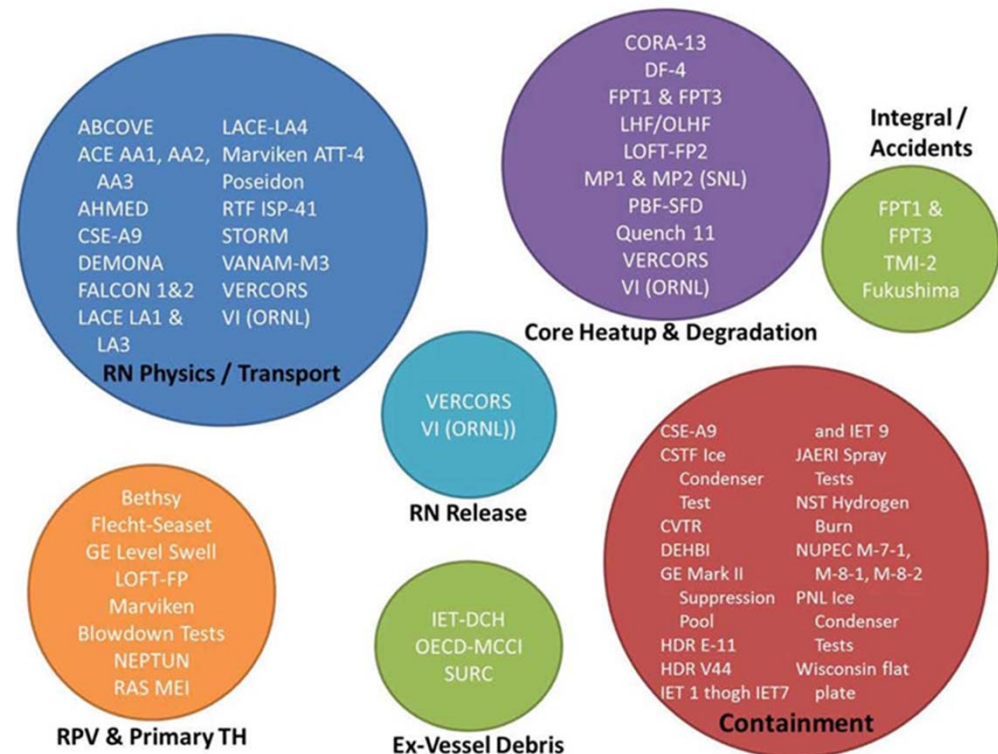 ABCOVE
ACE AA1, AA2,
AA3
AHMED
CSE-A9
DEMONA
FALCON 1&2
LACE LA1 &
LA3
LACE-LA4
Marviken ATT-4
Poseidon
RTF ISP-41
STORM
VANAM-M3
VERCORS
VI (ORNL)
RN Physics / Transport
CORA-13
DF-4
FPT1 & FPT3
LHF/OLHF
LOFT-FP2
MP1 & MP2 (SNL)
PBF-SFD
Quench 11
VERCORS
VI (ORNL)
Core Heatup & Degradation
Integral /
Accidents
FPT1 &
FPT3
TMI-2
Fukushima
VERCORS
VI (ORNL))
RN Release
Bethsy
Flecht-Seaset
GE Level Swell
LOFT-FP
Marviken
Blowdown Tests
NEPTUN
RAS MEI
RPV & Primary TH
IET-DCH
OECD-MCCI
SURC
Ex-Vessel Debris
CSE-A9
CSTF Ice
Condenser
Test
CVTR
DEHBI
GE Mark II
Suppression
Pool
HDR E-11
HDR V44
IET 1 thogh IET7
and IET 9
JAERI Spray
Tests
NST Hydrogen
Burn
NUPEC M-7-1,
M-8-1, M-8-2
PNL Ice
Condenser
Tests
Wisconsin flat
plate
Containment